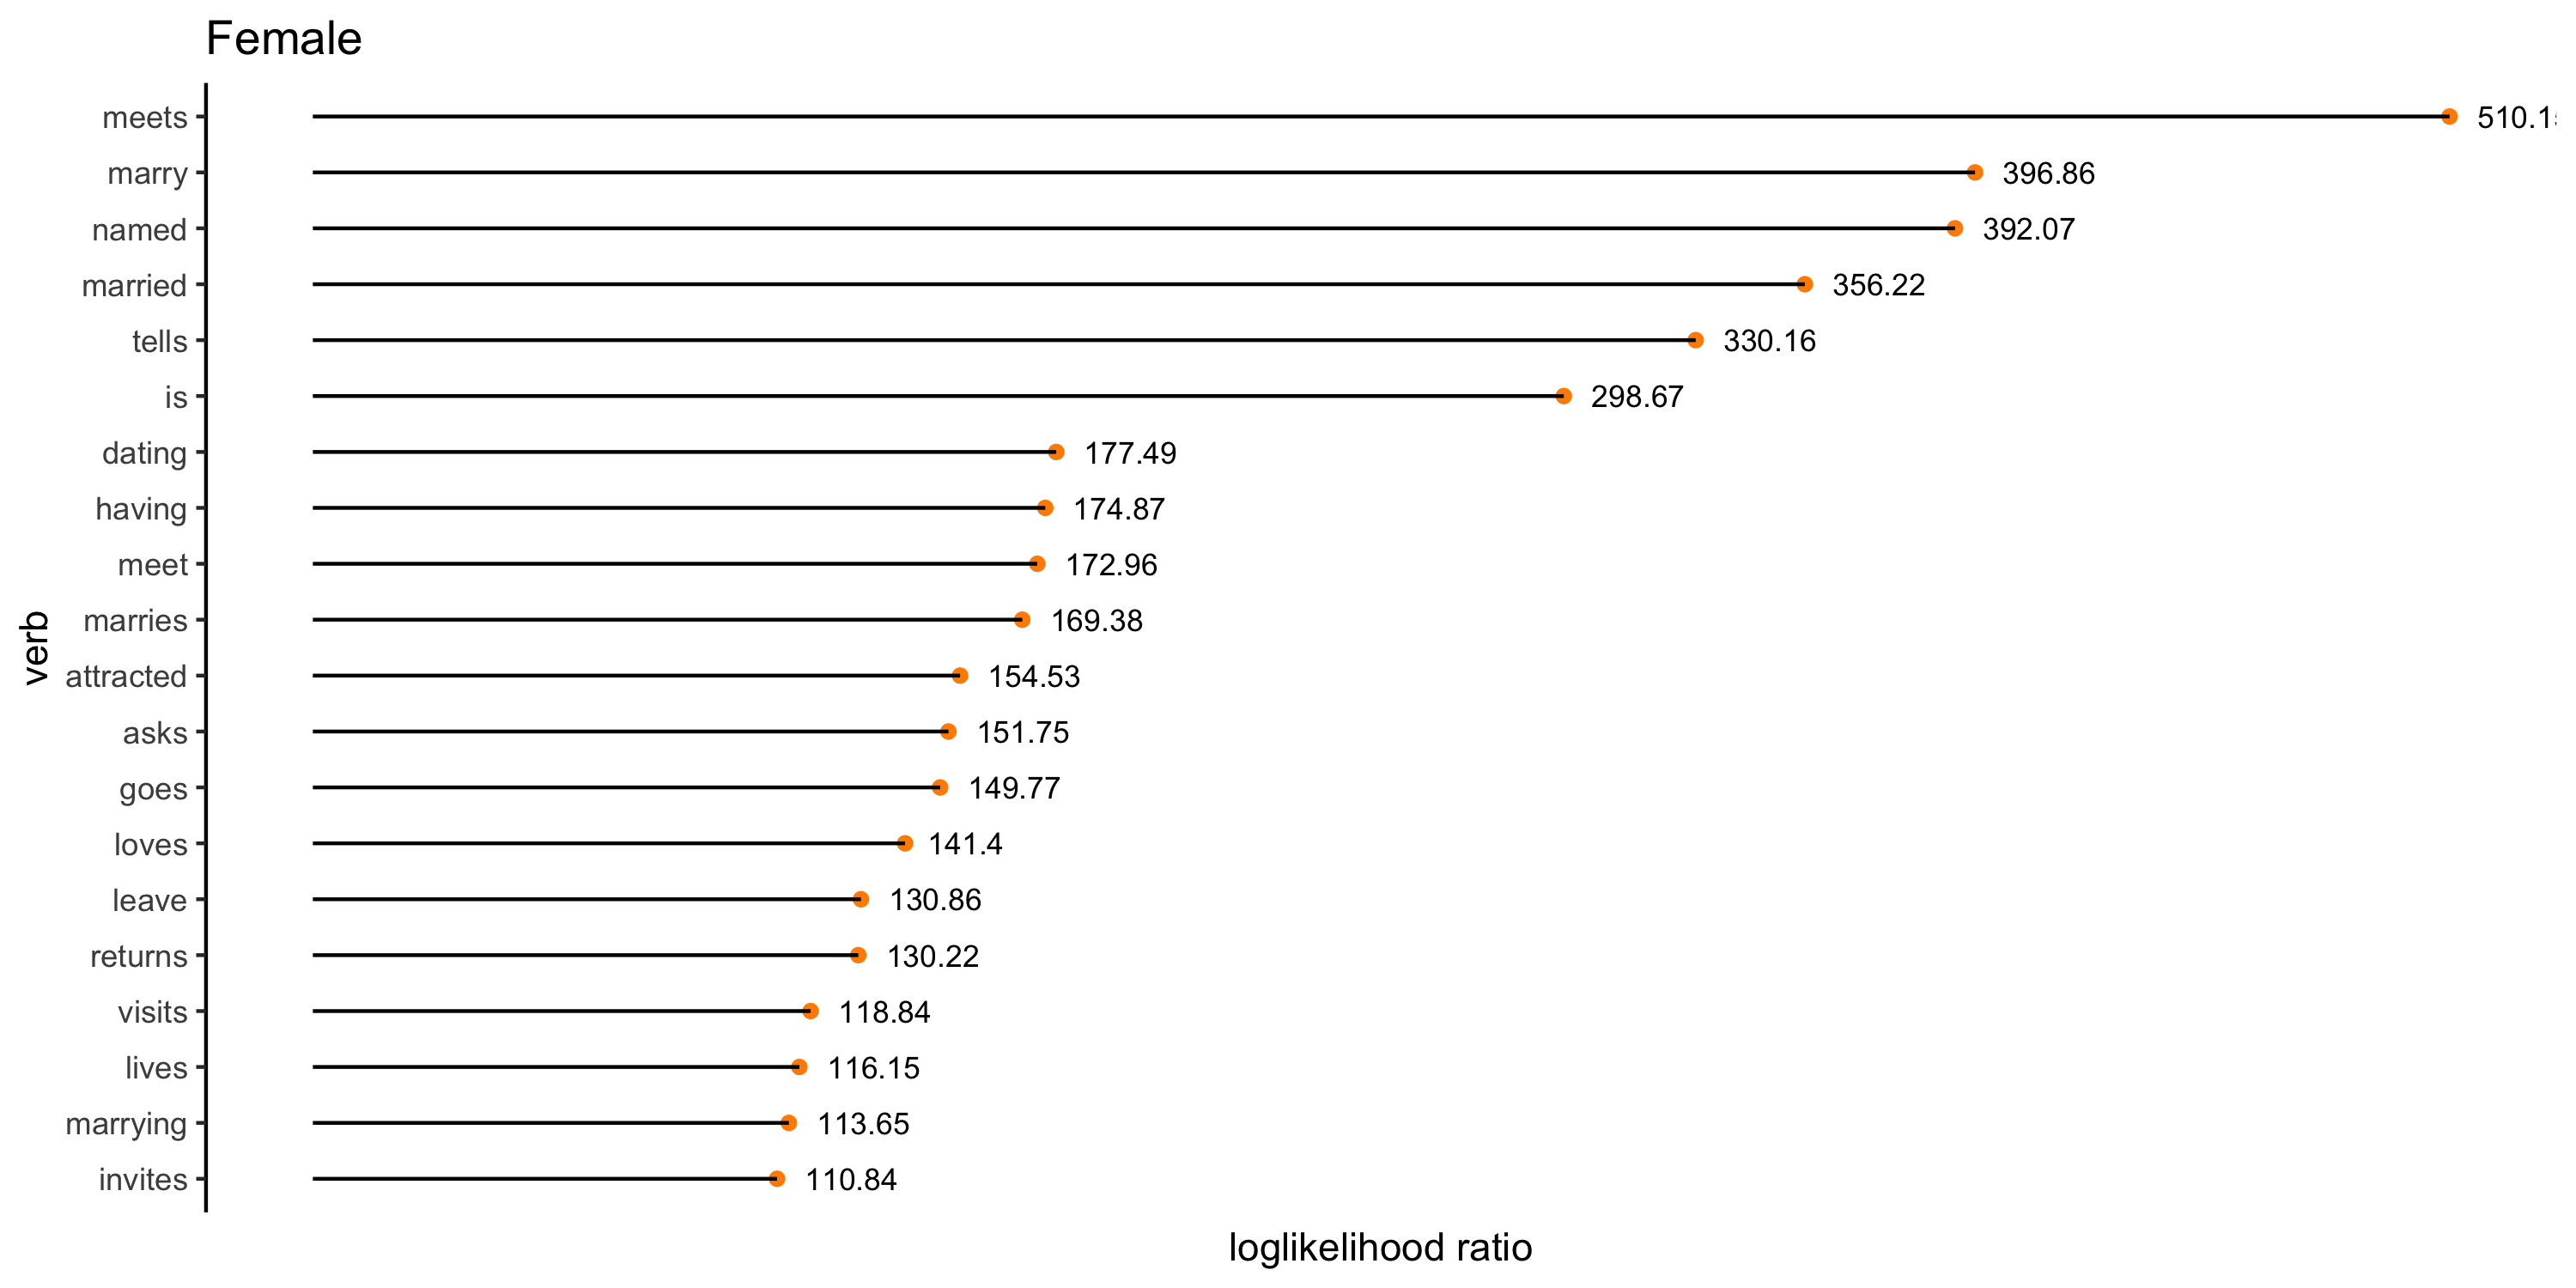 Female
meets 510.1
marry 396.86
named 392.07
married 356.22
tells 330.16
is 298.67
dating 177.49
having 174.87
meet 172.96
marries 169.38
attracted 154.53
asks 151.75
goes 149.77
loves 141.4
leave 130.86
returns 130.22
visits 118.84
lives 116.15
marrying 113.65
invites 110.84
verb
loglikelihood ratio